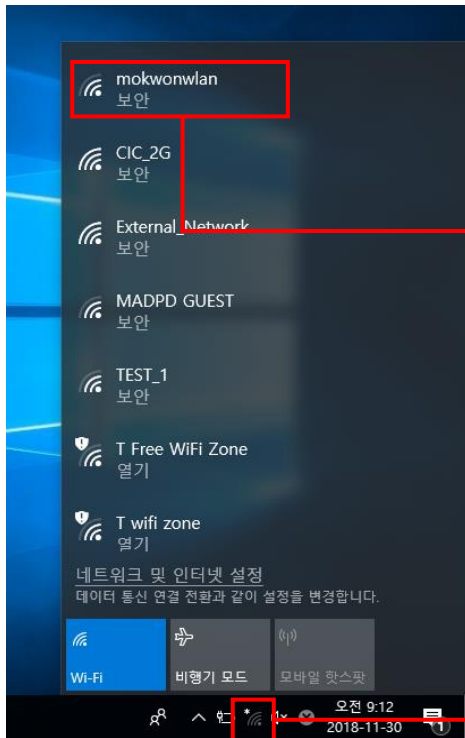 mokwonwlan
보안
CIC_2G
보안
External_Network
보안
MADPD GUEST
보안
TEST_1
보안
T Free WiFi Zone
열기
T wifi zone
열기
네트워크 및 인터넷 설정
데이터 통신 연결 전환과 같이 설정을 변경합니다.
Wi-Fi
비행기 모드
모바일 핫스팟
오전 9:12
2018-11-30
1